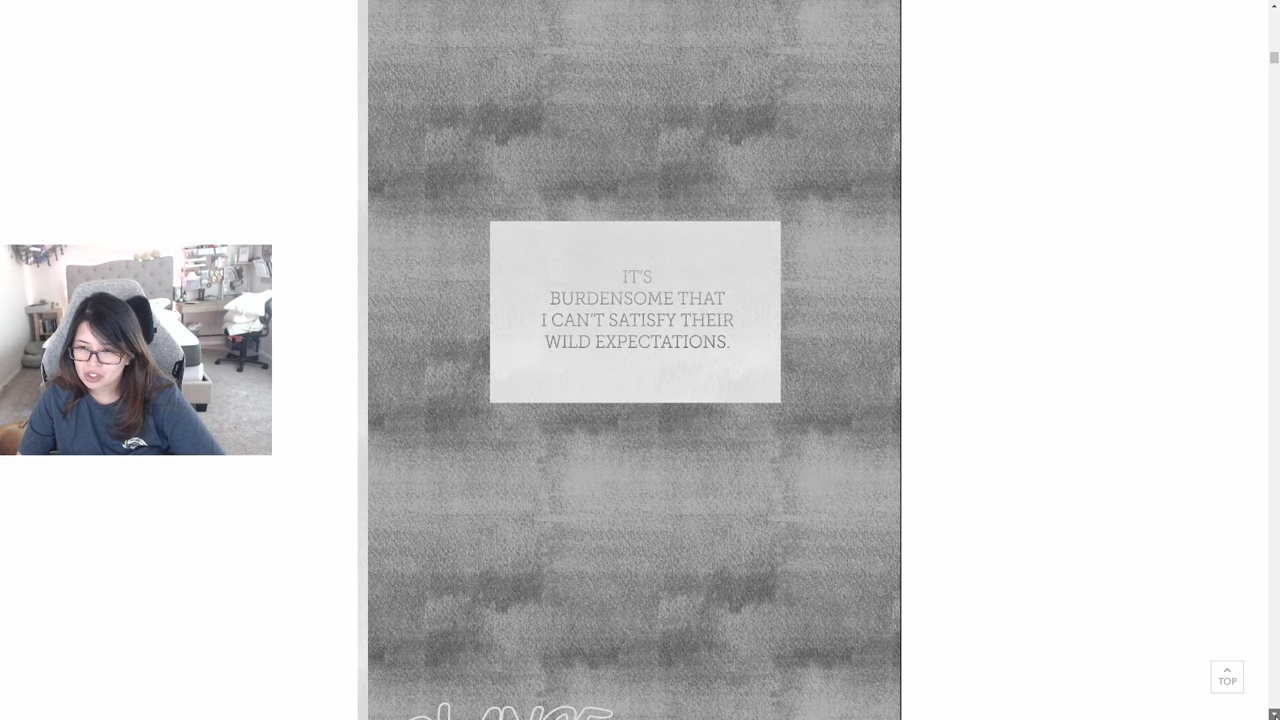 IT'S
BURDENSOME THAT
I CAN'T SATISFY THEIR
WILD EXPECTATIONS.
TOP